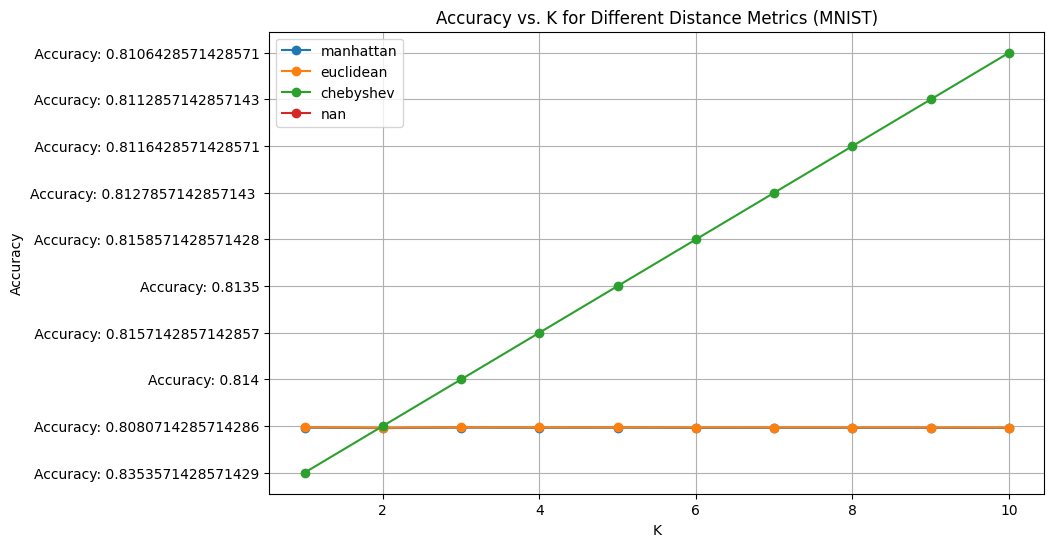 Accuracy vs. K for Different Distance Metrics (MNIST)
manhattan
euclidean
chebyshev
nan
Accuracy
Accuracy: 0.8106428571428571
Accuracy: 0.8112857142857143
Accuracy: 0.8116428571428571
Accuracy: 0.8127857142857143
Accuracy: 0.8158571428571428
Accuracy: 0.8135
Accuracy: 0.8157142857142857
Accuracy: 0.814
Accuracy: 0.8080714285714286
Accuracy: 0.8353571428571429
2 4 6 8 10
K